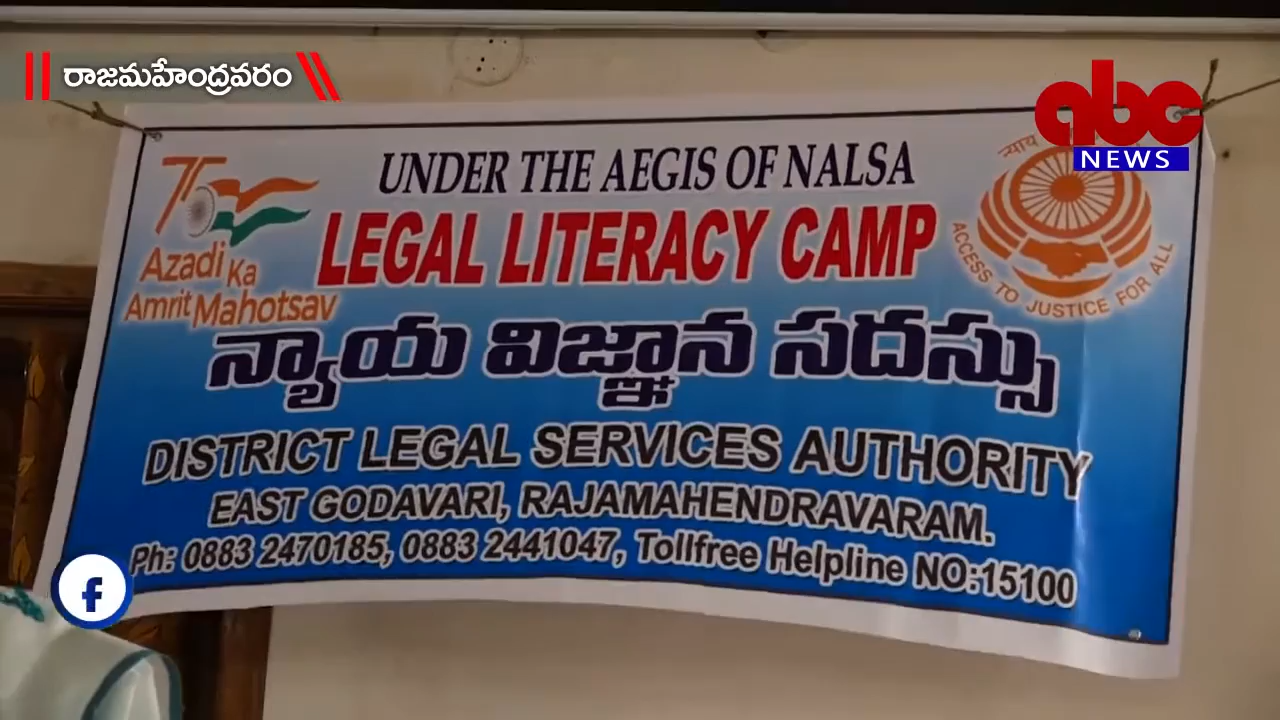 రాజమహేంద్రవరం
abc
NEWS
UNDER THE AEGIS OF NALSA
LEGAL LITERACY CAMP
75
Azadi Ka
Amrit Mahotsav
न्याय
ACCESS TO JUSTICE FOR ALL
న్యాయ విజ్ఞాన సదస్సు
DISTRICT LEGAL SERVICES AUTHORITY
EAST GODAVARI, RAJAMAHENDRAVARAM.
Ph: 0883 2470185, 0883 2441047, Tollfree Helpline NO:15100
f